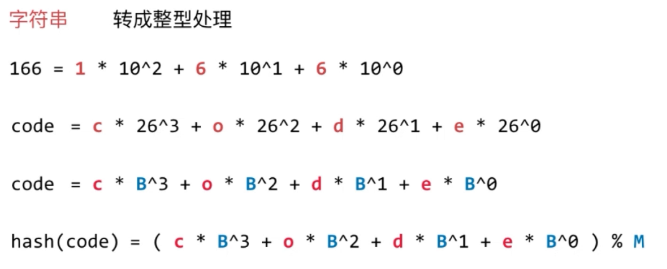 字符串 转成整型处理
166 = 1 * 10^2 + 6 * 10^1 + 6 * 10^0
code = c * 26^3 + o * 26^2 + d * 26^1 + e * 26^0
code = c * B^3 + o * B^2 + d * B^1 + e * B^0
hash(code) = ( c * B^3 + o * B^2 + d * B^1 + e * B^0 ) % M